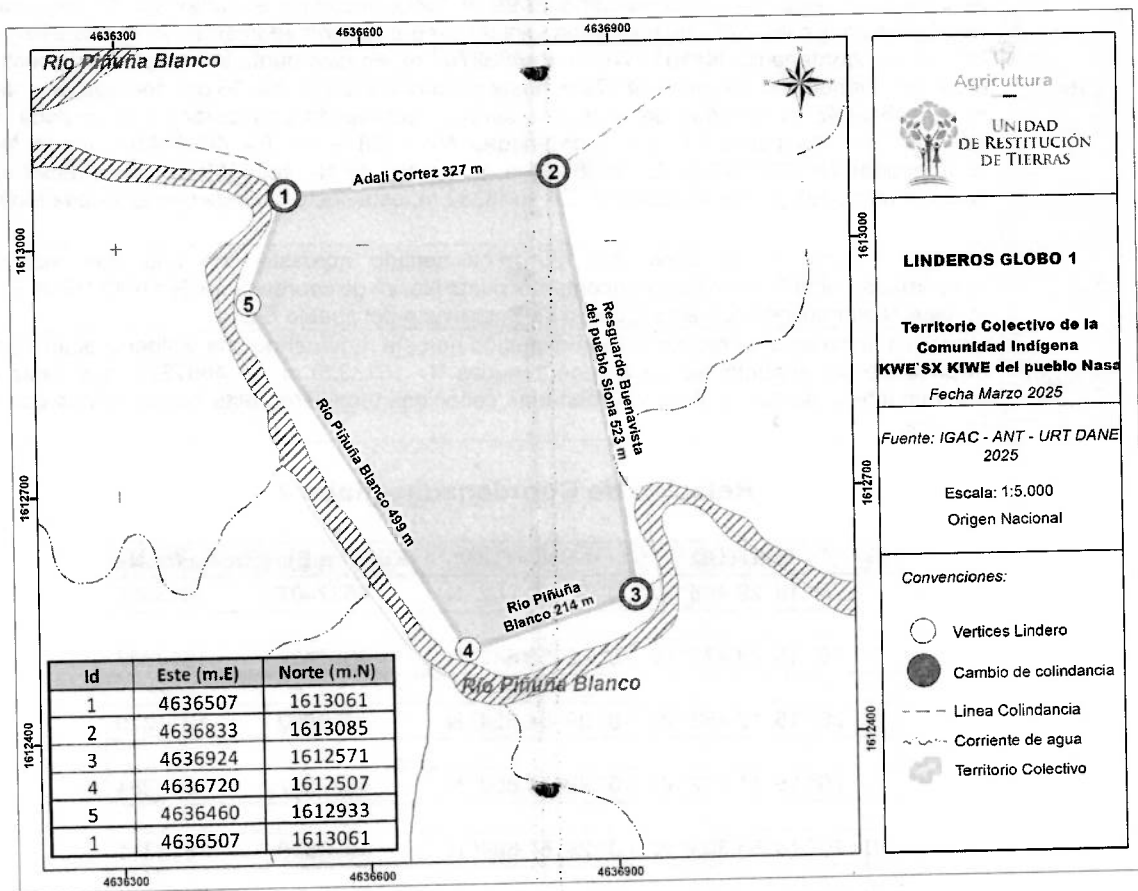 4636300 4636600 4636900
Río Piñuña Blanco
Adali Cortez 327 m
1
2
1613000
1613000
5
Resguardo Buenavista
del pueblo Siona 523 m
Río Piñuña Blanco 499 m
1612700
1612700
Río Piñuña
Blanco 214 m
3
4
Río Piñuña Blanco
1612400
1612400
Id Este (m.E) Norte (m.N)
1 4636507 1613061
2 4636833 1613085
3 4636924 1612571
4 4636720 1612507
5 4636460 1612933
1 4636507 1613061
4636300 4636600 4636900
Agricultura
UNIDAD
DE RESTITUCIÓN
DE TIERRAS
LINDEROS GLOBO 1
Territorio Colectivo de la
Comunidad Indígena
KWE`SX KIWE del pueblo Nasa
Fecha Marzo 2025
Fuente: IGAC - ANT - URT DANE
2025
Escala: 1:5.000
Origen Nacional
Convenciones:
Vertices Lindero
Cambio de colindancia
Linea Colindancia
Corriente de agua
Territorio Colectivo